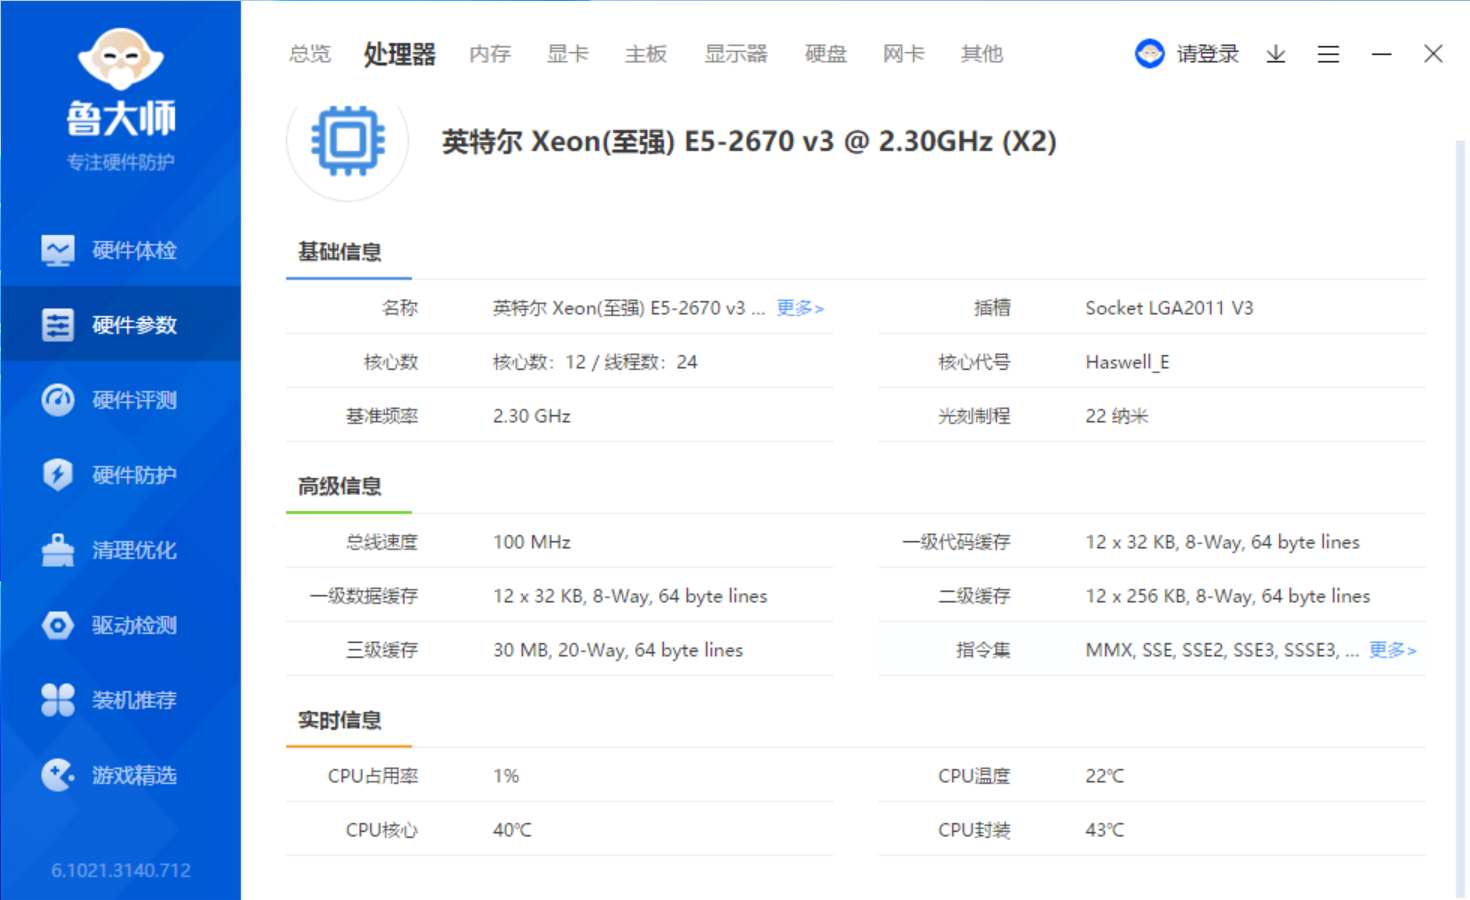 鲁大师
专注硬件防护
硬件体检
硬件参数
硬件评测
硬件防护
清理优化
驱动检测
装机推荐
游戏精选
6.1021.3140.712
总览 处理器 内存 显卡 主板 显示器 硬盘 网卡 其他 请登录
英特尔 Xeon(至强) E5-2670 v3 @ 2.30GHz (X2)
基础信息
名称 英特尔 Xeon(至强) E5-2670 v3 ... 更多> 插槽 Socket LGA2011 V3
核心数 核心数：12 / 线程数：24 核心代号 Haswell_E
基准频率 2.30 GHz 光刻制程 22 纳米
高级信息
总线速度 100 MHz 一级代码缓存 12 x 32 KB, 8-Way, 64 byte lines
一级数据缓存 12 x 32 KB, 8-Way, 64 byte lines 二级缓存 12 x 256 KB, 8-Way, 64 byte lines
三级缓存 30 MB, 20-Way, 64 byte lines 指令集 MMX, SSE, SSE2, SSE3, SSSE3, ... 更多>
实时信息
CPU占用率 1% CPU温度 22℃
CPU核心 40℃ CPU封装 43℃